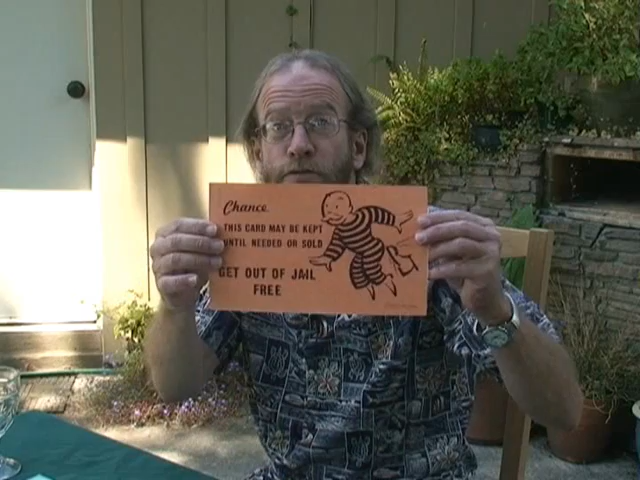 Chance
THIS CARD MAY BE KEPT
UNTIL NEEDED OR SOLD
GET OUT OF JAIL
FREE